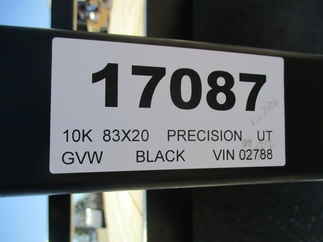 17087
10K 83X20 PRECISION UT
GVW BLACK VIN 02788